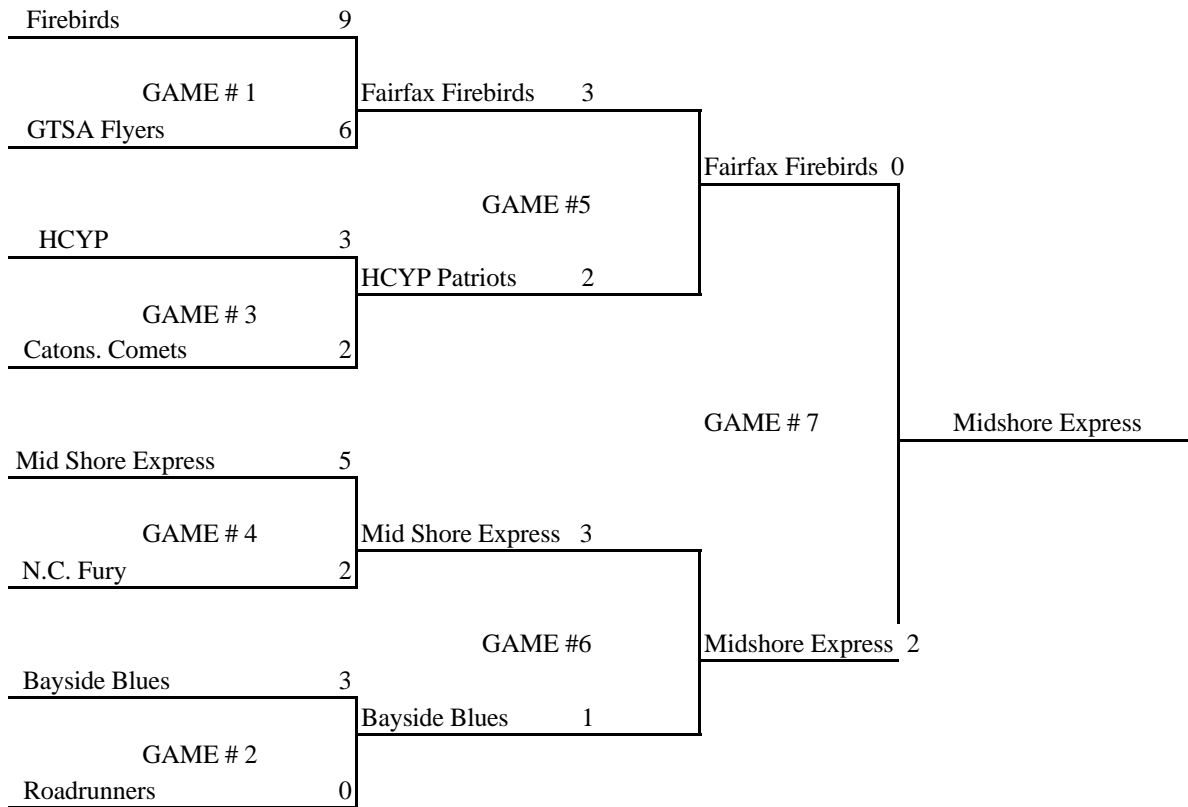 Firebirds 9
GAME # 1
Fairfax Firebirds 3
GTSA Flyers 6
Fairfax Firebirds 0
GAME #5
HCYP 3
HCYP Patriots 2
GAME # 3
Catons. Comets 2
GAME # 7
Midshore Express
Mid Shore Express 5
GAME # 4
Mid Shore Express 3
N.C. Fury 2
GAME #6
Midshore Express 2
Bayside Blues 3
Bayside Blues 1
GAME # 2
Roadrunners 0